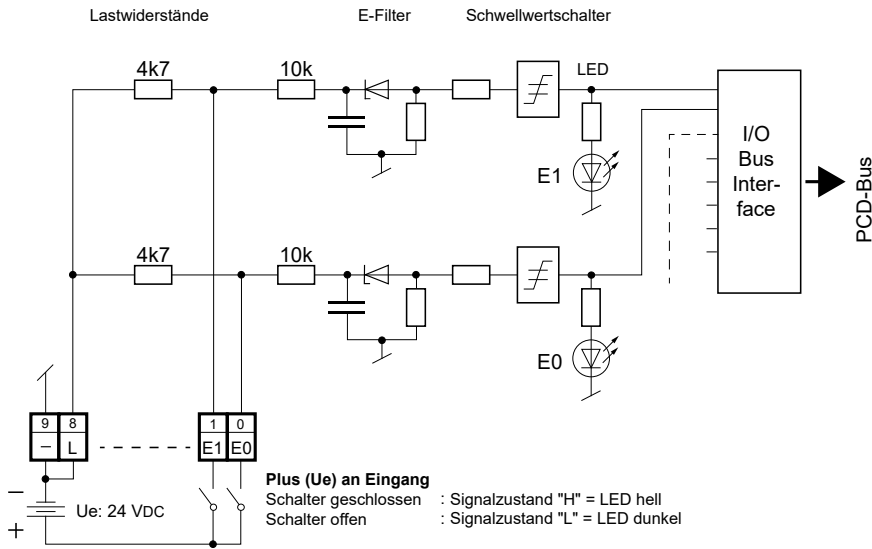 Lastwiderstände E-Filter Schwellwertschalter
4k7 10k LED
E1
I/O
Bus
Inter-
face
PCD-Bus
4k7 10k
E0
9 8 1 0
– L E1 E0
–
+
Ue: 24 VDC
Plus (Ue) an Eingang
Schalter geschlossen : Signalzustand "H" = LED hell
Schalter offen : Signalzustand "L" = LED dunkel